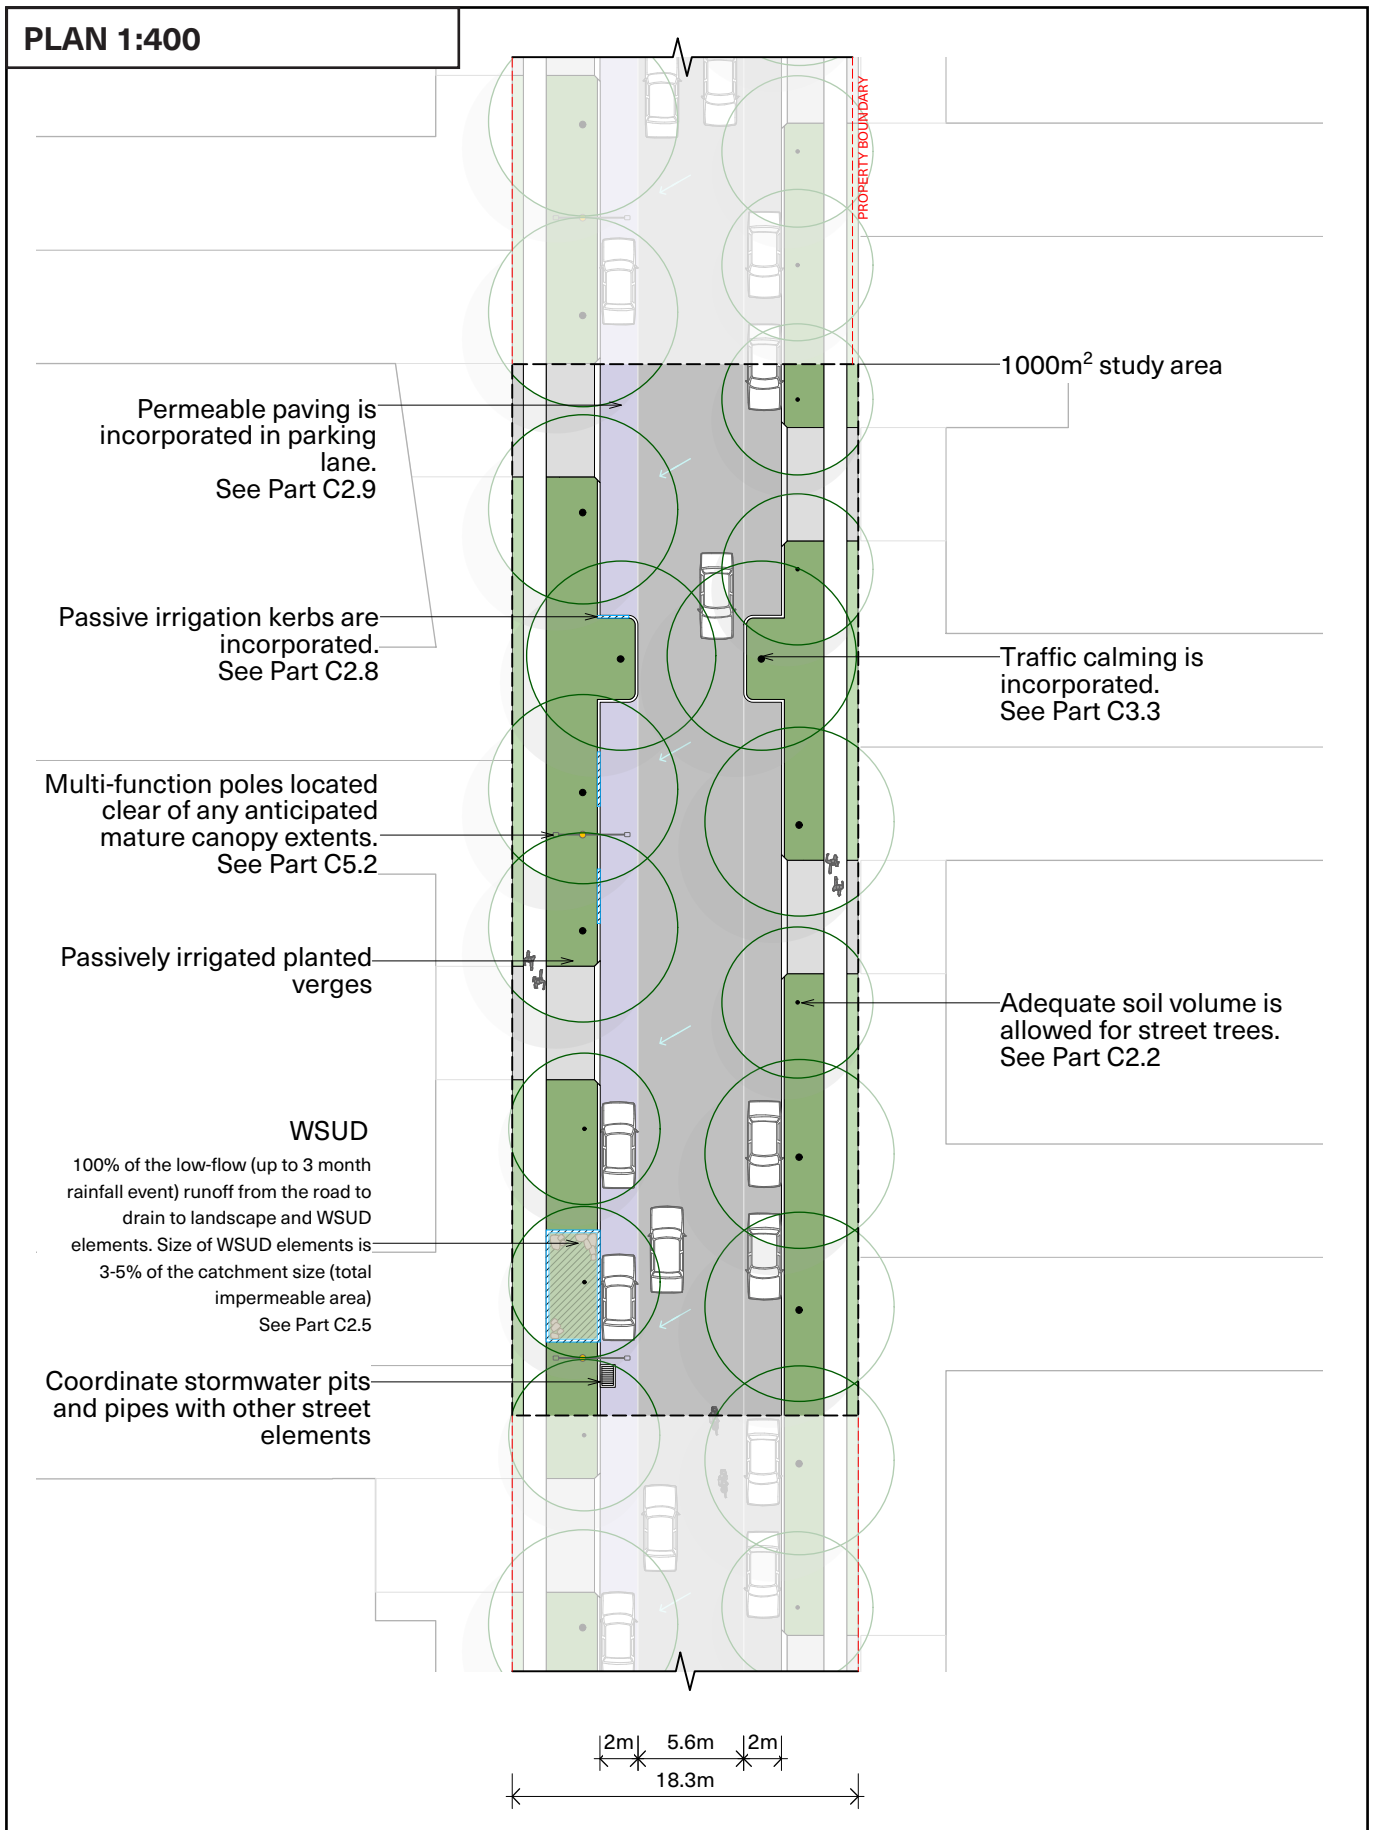 PLAN 1:400
PROPERTY BOUNDARY
1000m² study area
Permeable paving is
incorporated in parking
lane.
See Part C2.9
Passive irrigation kerbs are
incorporated.
See Part C2.8
Traffic calming is
incorporated.
See Part C3.3
Multi-function poles located
clear of any anticipated
mature canopy extents.
See Part C5.2
Passively irrigated planted
verges
Adequate soil volume is
allowed for street trees.
See Part C2.2
WSUD
100% of the low-flow (up to 3 month
rainfall event) runoff from the road to
drain to landscape and WSUD
elements. Size of WSUD elements is
3-5% of the catchment size (total
impermeable area)
See Part C2.5
Coordinate stormwater pits
and pipes with other street
elements
2m 5.6m 2m
18.3m